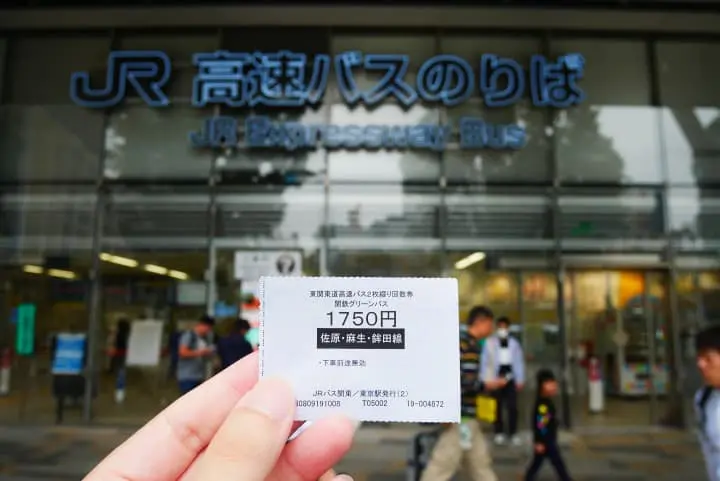 JR 高速バスのりば
JR Expressway Bus
東関東道高速バス2枚綴り回数券
関鉄グリーンバス
1750円
佐原・麻生・鉾田線
・下車前途無効
JRバス関東／東京駅発行(2)
30809191008 T05002 19-004872